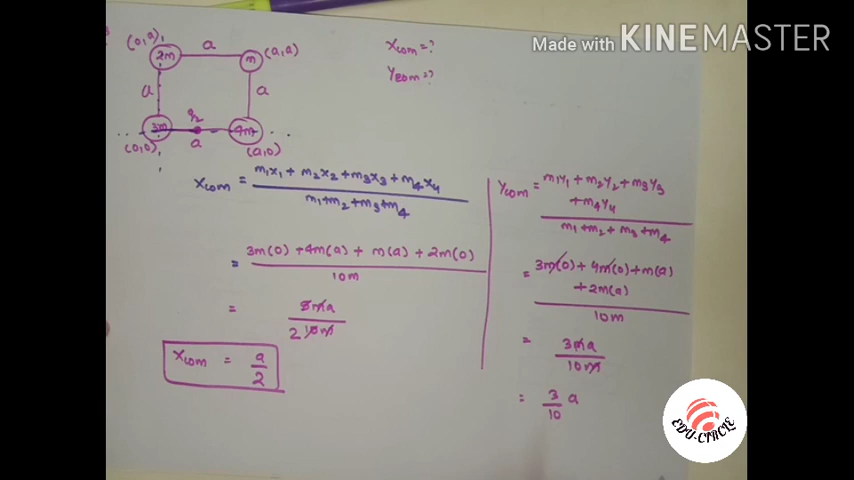 Made with KINEMASTER
(0,a)
a
(a,a)
2m
m
a
a
3m
a/2
4m
(0,0)
a
(a,0)
Xcom = ?
Ycom = ?
Xcom = m₁x₁ + m₂x₂ + m₃x₃ + m₄x₄
m₁+m₂+m₃+m₄
= 3m(0) + 4m(a) + m(a) + 2m(0)
10m
= 5ma
2 10m
Xcom = a
2
Ycom = m₁Y₁ + m₂Y₂ + m₃Y₃
+ m₄Y₄
m₁ + m₂ + m₃ + m₄
= 3m(0) + 4m(0) + m(a)
+ 2m(a)
10m
= 3ma
10m
= 3 a
10
EDU-CIRCLE